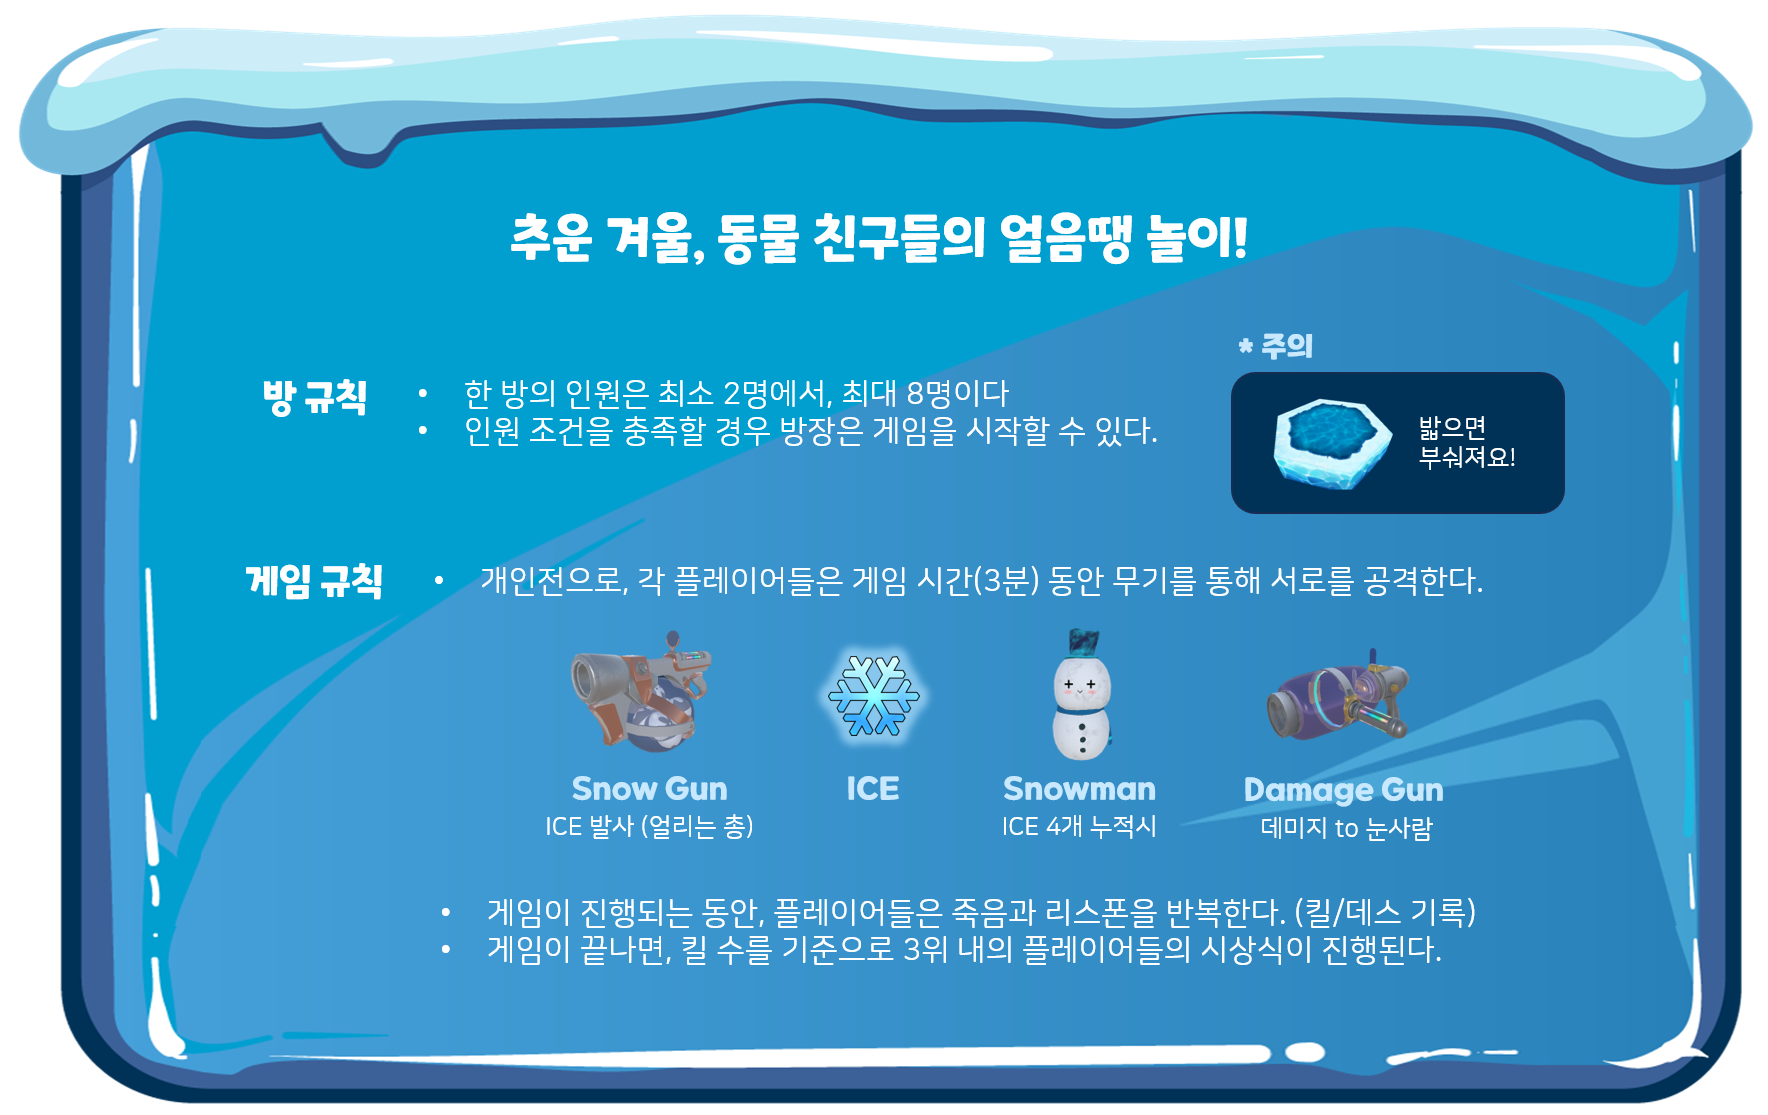 추운 겨울, 동물 친구들의 얼음땡 놀이!
* 주의
밟으면
부숴져요!
방 규칙
• 한 방의 인원은 최소 2명에서, 최대 8명이다
• 인원 조건을 충족할 경우 방장은 게임을 시작할 수 있다.
게임 규칙
• 개인전으로, 각 플레이어들은 게임 시간(3분) 동안 무기를 통해 서로를 공격한다.
Snow Gun
ICE 발사 (얼리는 총)
ICE
Snowman
ICE 4개 누적시
Damage Gun
데미지 to 눈사람
• 게임이 진행되는 동안, 플레이어들은 죽음과 리스폰을 반복한다. (킬/데스 기록)
• 게임이 끝나면, 킬 수를 기준으로 3위 내의 플레이어들의 시상식이 진행된다.